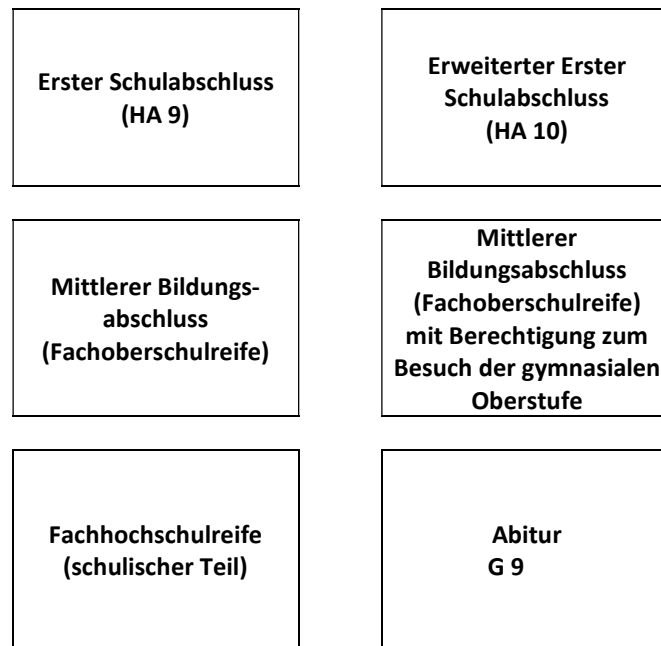 Erster Schulabschluss
(HA 9)
Erweiterter Erster
Schulabschluss
(HA 10)
Mittlerer Bildungs-
abschluss
(Fachoberschulreife)
Mittlerer
Bildungsabschluss
(Fachoberschulreife)
mit Berechtigung zum
Besuch der gymnasialen
Oberstufe
Fachhochschulreife
(schulischer Teil)
Abitur
G 9